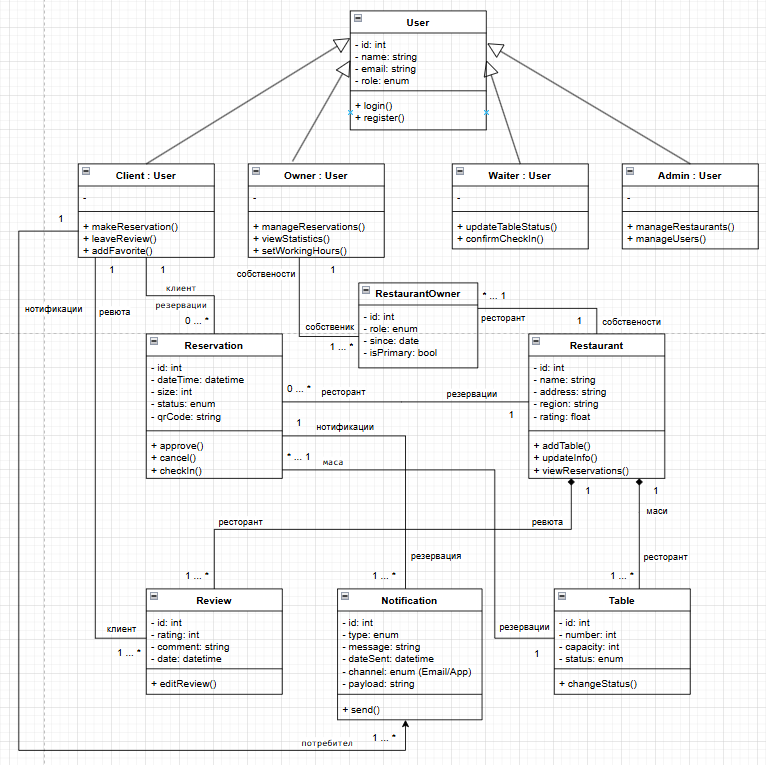 User
- id: int
- name: string
- email: string
- role: enum
+ login()
+ register()
Client : User
-
+ makeReservation()
+ leaveReview()
+ addFavorite()
Owner : User
-
+ manageReservations()
+ viewStatistics()
+ setWorkingHours()
Waiter : User
-
+ updateTableStatus()
+ confirmCheckIn()
Admin : User
-
+ manageRestaurants()
+ manageUsers()
1
1
1
собствености
1
клиент
нотификации
ревюта
резервации
0 ... *
RestaurantOwner
- id: int
- role: enum
- since: date
- isPrimary: bool
* ... 1
ресторант
1
собствености
собственик
1 ... *
Reservation
- id: int
- dateTime: datetime
- size: int
- status: enum
- qrCode: string
+ approve()
+ cancel()
+ checkIn()
Restaurant
- id: int
- name: string
- address: string
- region: string
- rating: float
+ addTable()
+ updateInfo()
+ viewReservations()
0 ... *
ресторант
резервации
1
1
нотификации
* ... 1
маса
1
1
маси
ресторант
ревюта
резервация
ресторант
1 ... *
1 ... *
1 ... *
Review
- id: int
- rating: int
- comment: string
- date: datetime
+ editReview()
Notification
- id: int
- type: enum
- message: string
- dateSent: datetime
- channel: enum (Email/App)
- payload: string
+ send()
Table
- id: int
- number: int
- capacity: int
- status: enum
+ changeStatus()
клиент
1 ... *
резервации
1
потребител
1 ... *